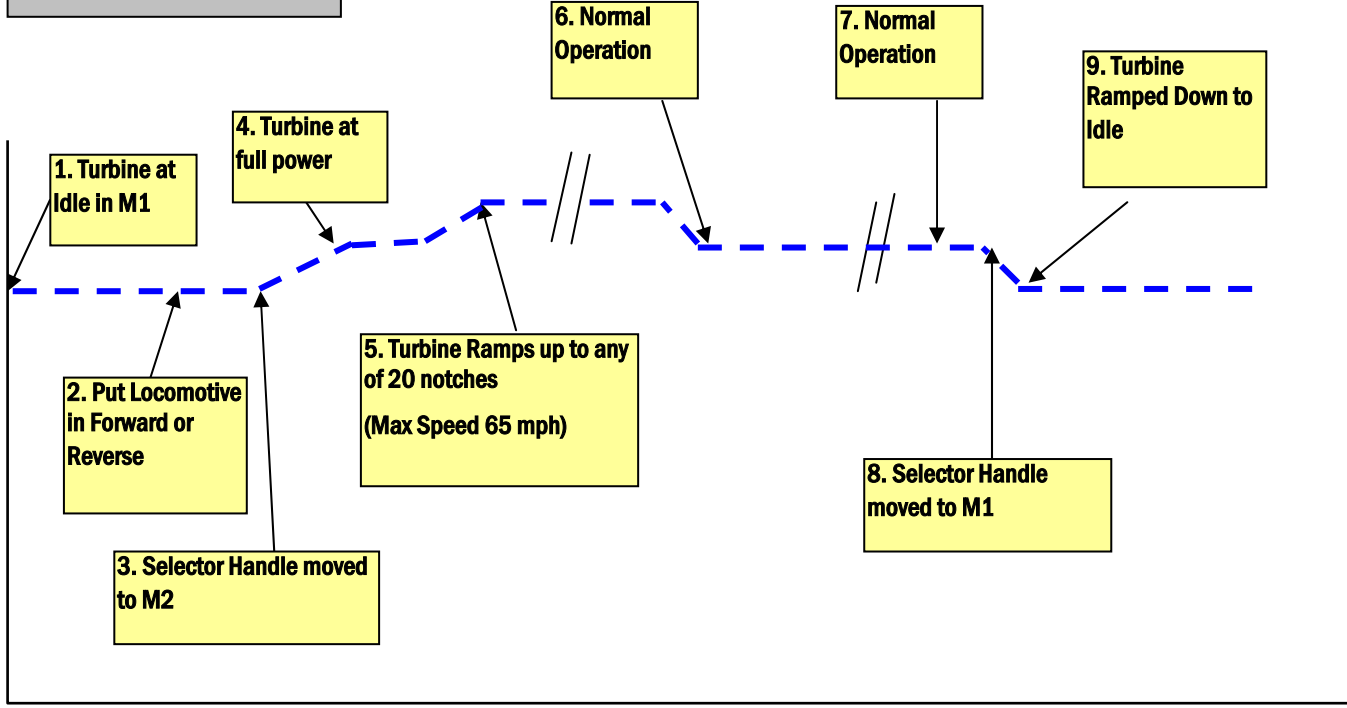 1. Turbine at
Idle in M1
2. Put Locomotive
in Forward or
Reverse
3. Selector Handle moved
to M2
4. Turbine at
full power
5. Turbine Ramps up to any
of 20 notches
(Max Speed 65 mph)
6. Normal
Operation
7. Normal
Operation
8. Selector Handle
moved to M1
9. Turbine
Ramped Down to
Idle